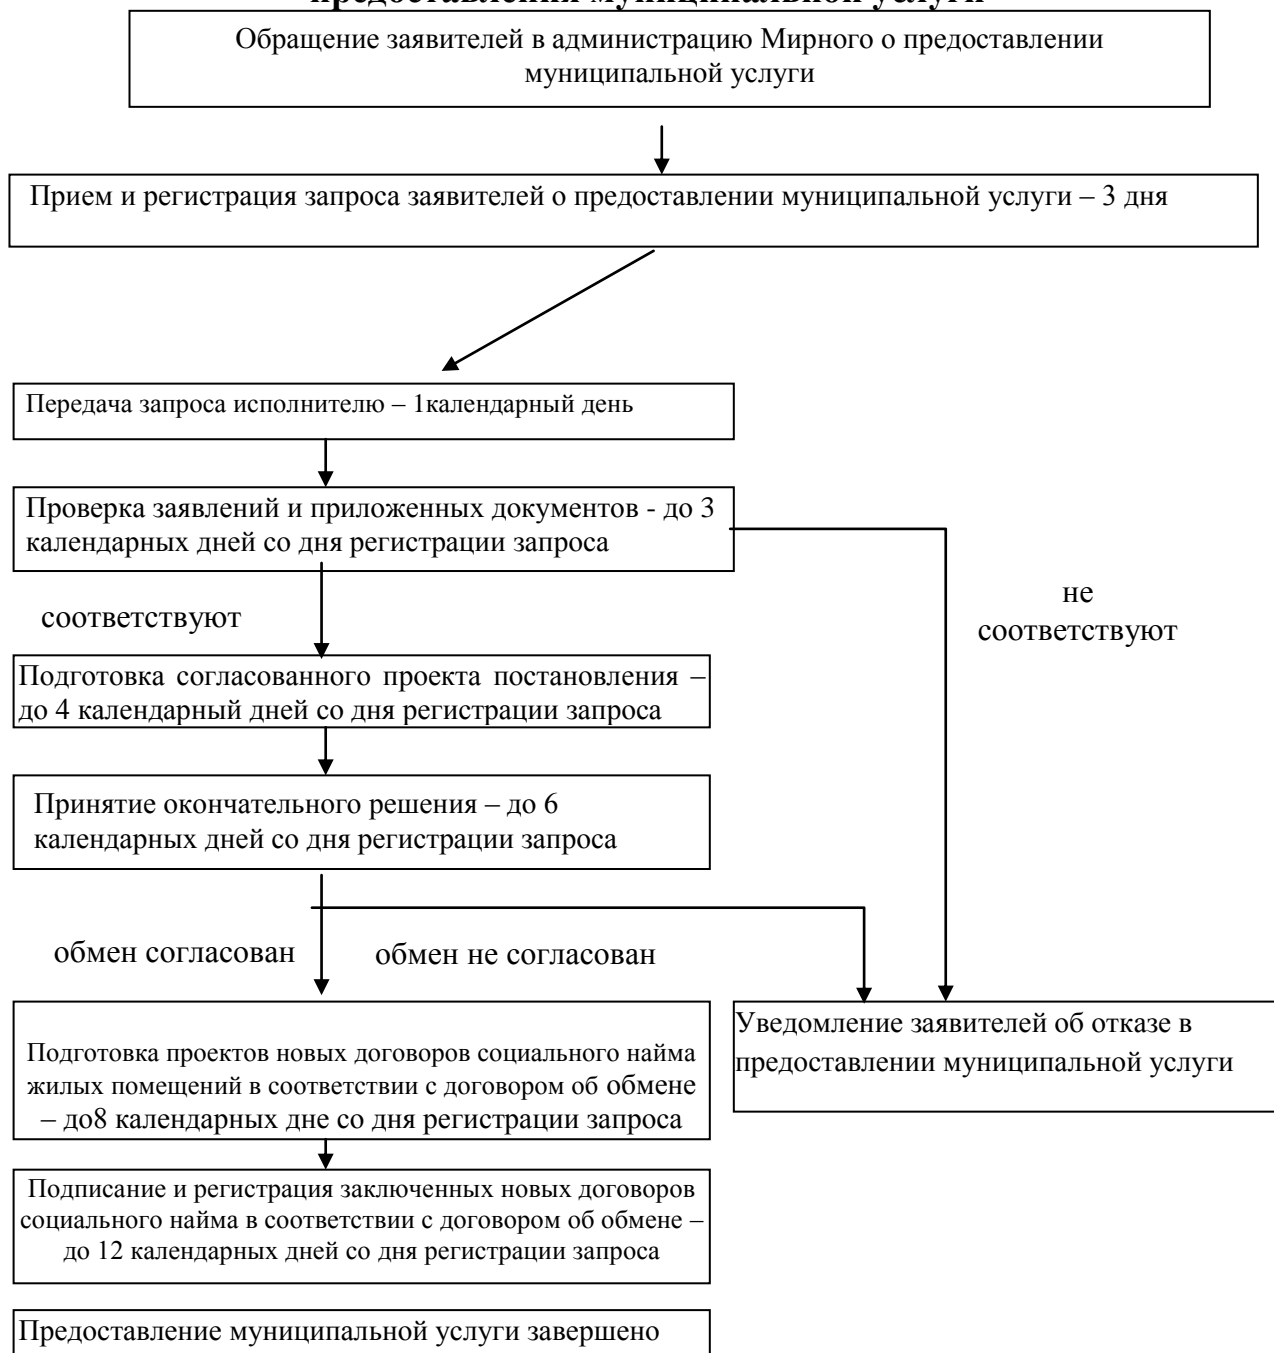 предоставления муниципальной услуги
Обращение заявителей в администрацию Мирного о предоставлении
муниципальной услуги
Прием и регистрация запроса заявителей о предоставлении муниципальной услуги – 3 дня
Передача запроса исполнителю – 1календарный день
Проверка заявлений и приложенных документов - до 3
календарных дней со дня регистрации запроса
не
соответствуют
соответствуют
Подготовка согласованного проекта постановления –
до 4 календарный дней со дня регистрации запроса
Принятие окончательного решения – до 6
календарных дней со дня регистрации запроса
обмен согласован
обмен не согласован
Подготовка проектов новых договоров социального найма
жилых помещений в соответствии с договором об обмене
– до8 календарных дне со дня регистрации запроса
Уведомление заявителей об отказе в
предоставлении муниципальной услуги
Подписание и регистрация заключенных новых договоров
социального найма в соответствии с договором об обмене –
до 12 календарных дней со дня регистрации запроса
Предоставление муниципальной услуги завершено